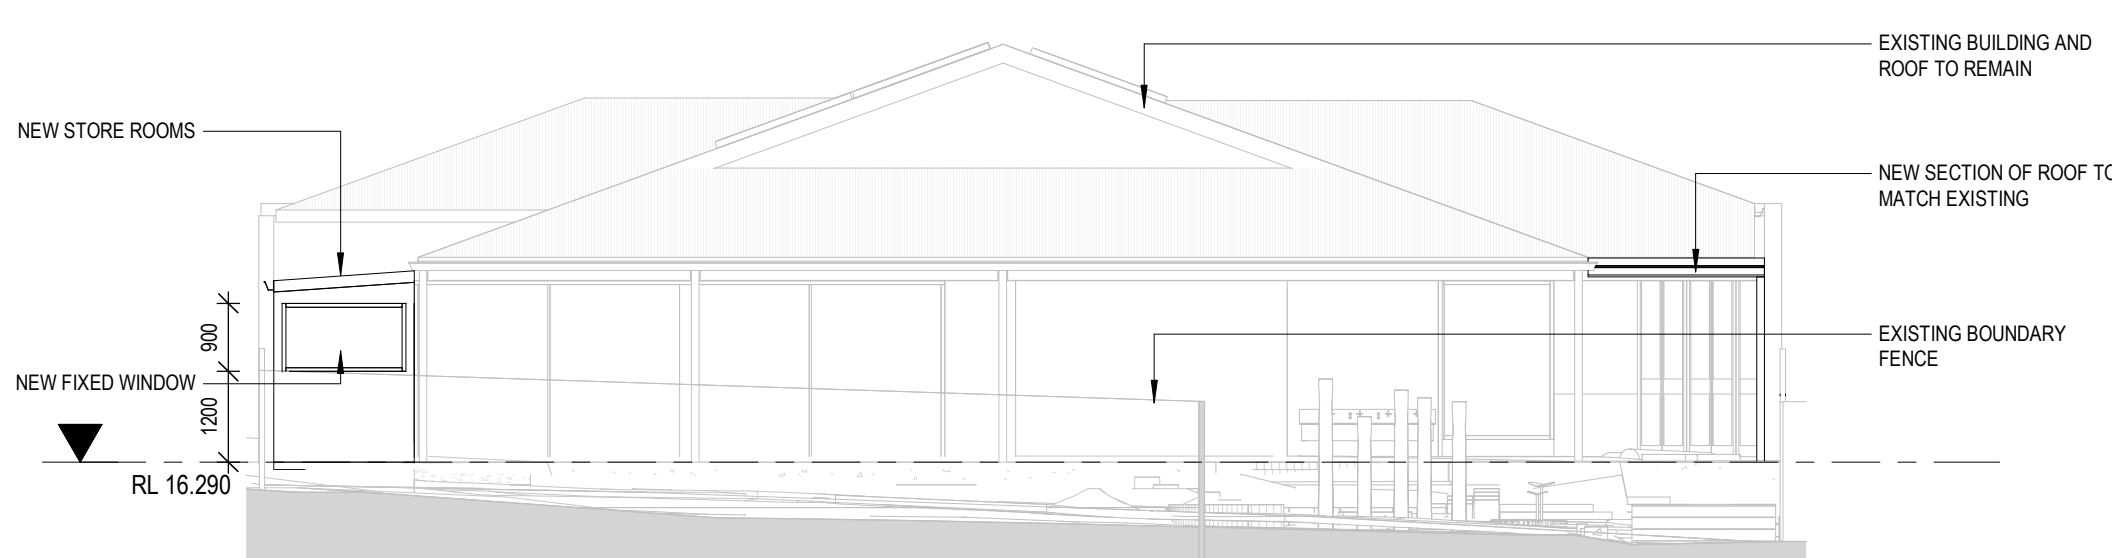 EXISTING BUILDING AND
ROOF TO REMAIN
NEW STORE ROOMS
NEW SECTION OF ROOF TO
MATCH EXISTING
900
EXISTING BOUNDARY
FENCE
NEW FIXED WINDOW
1200
RL 16.290